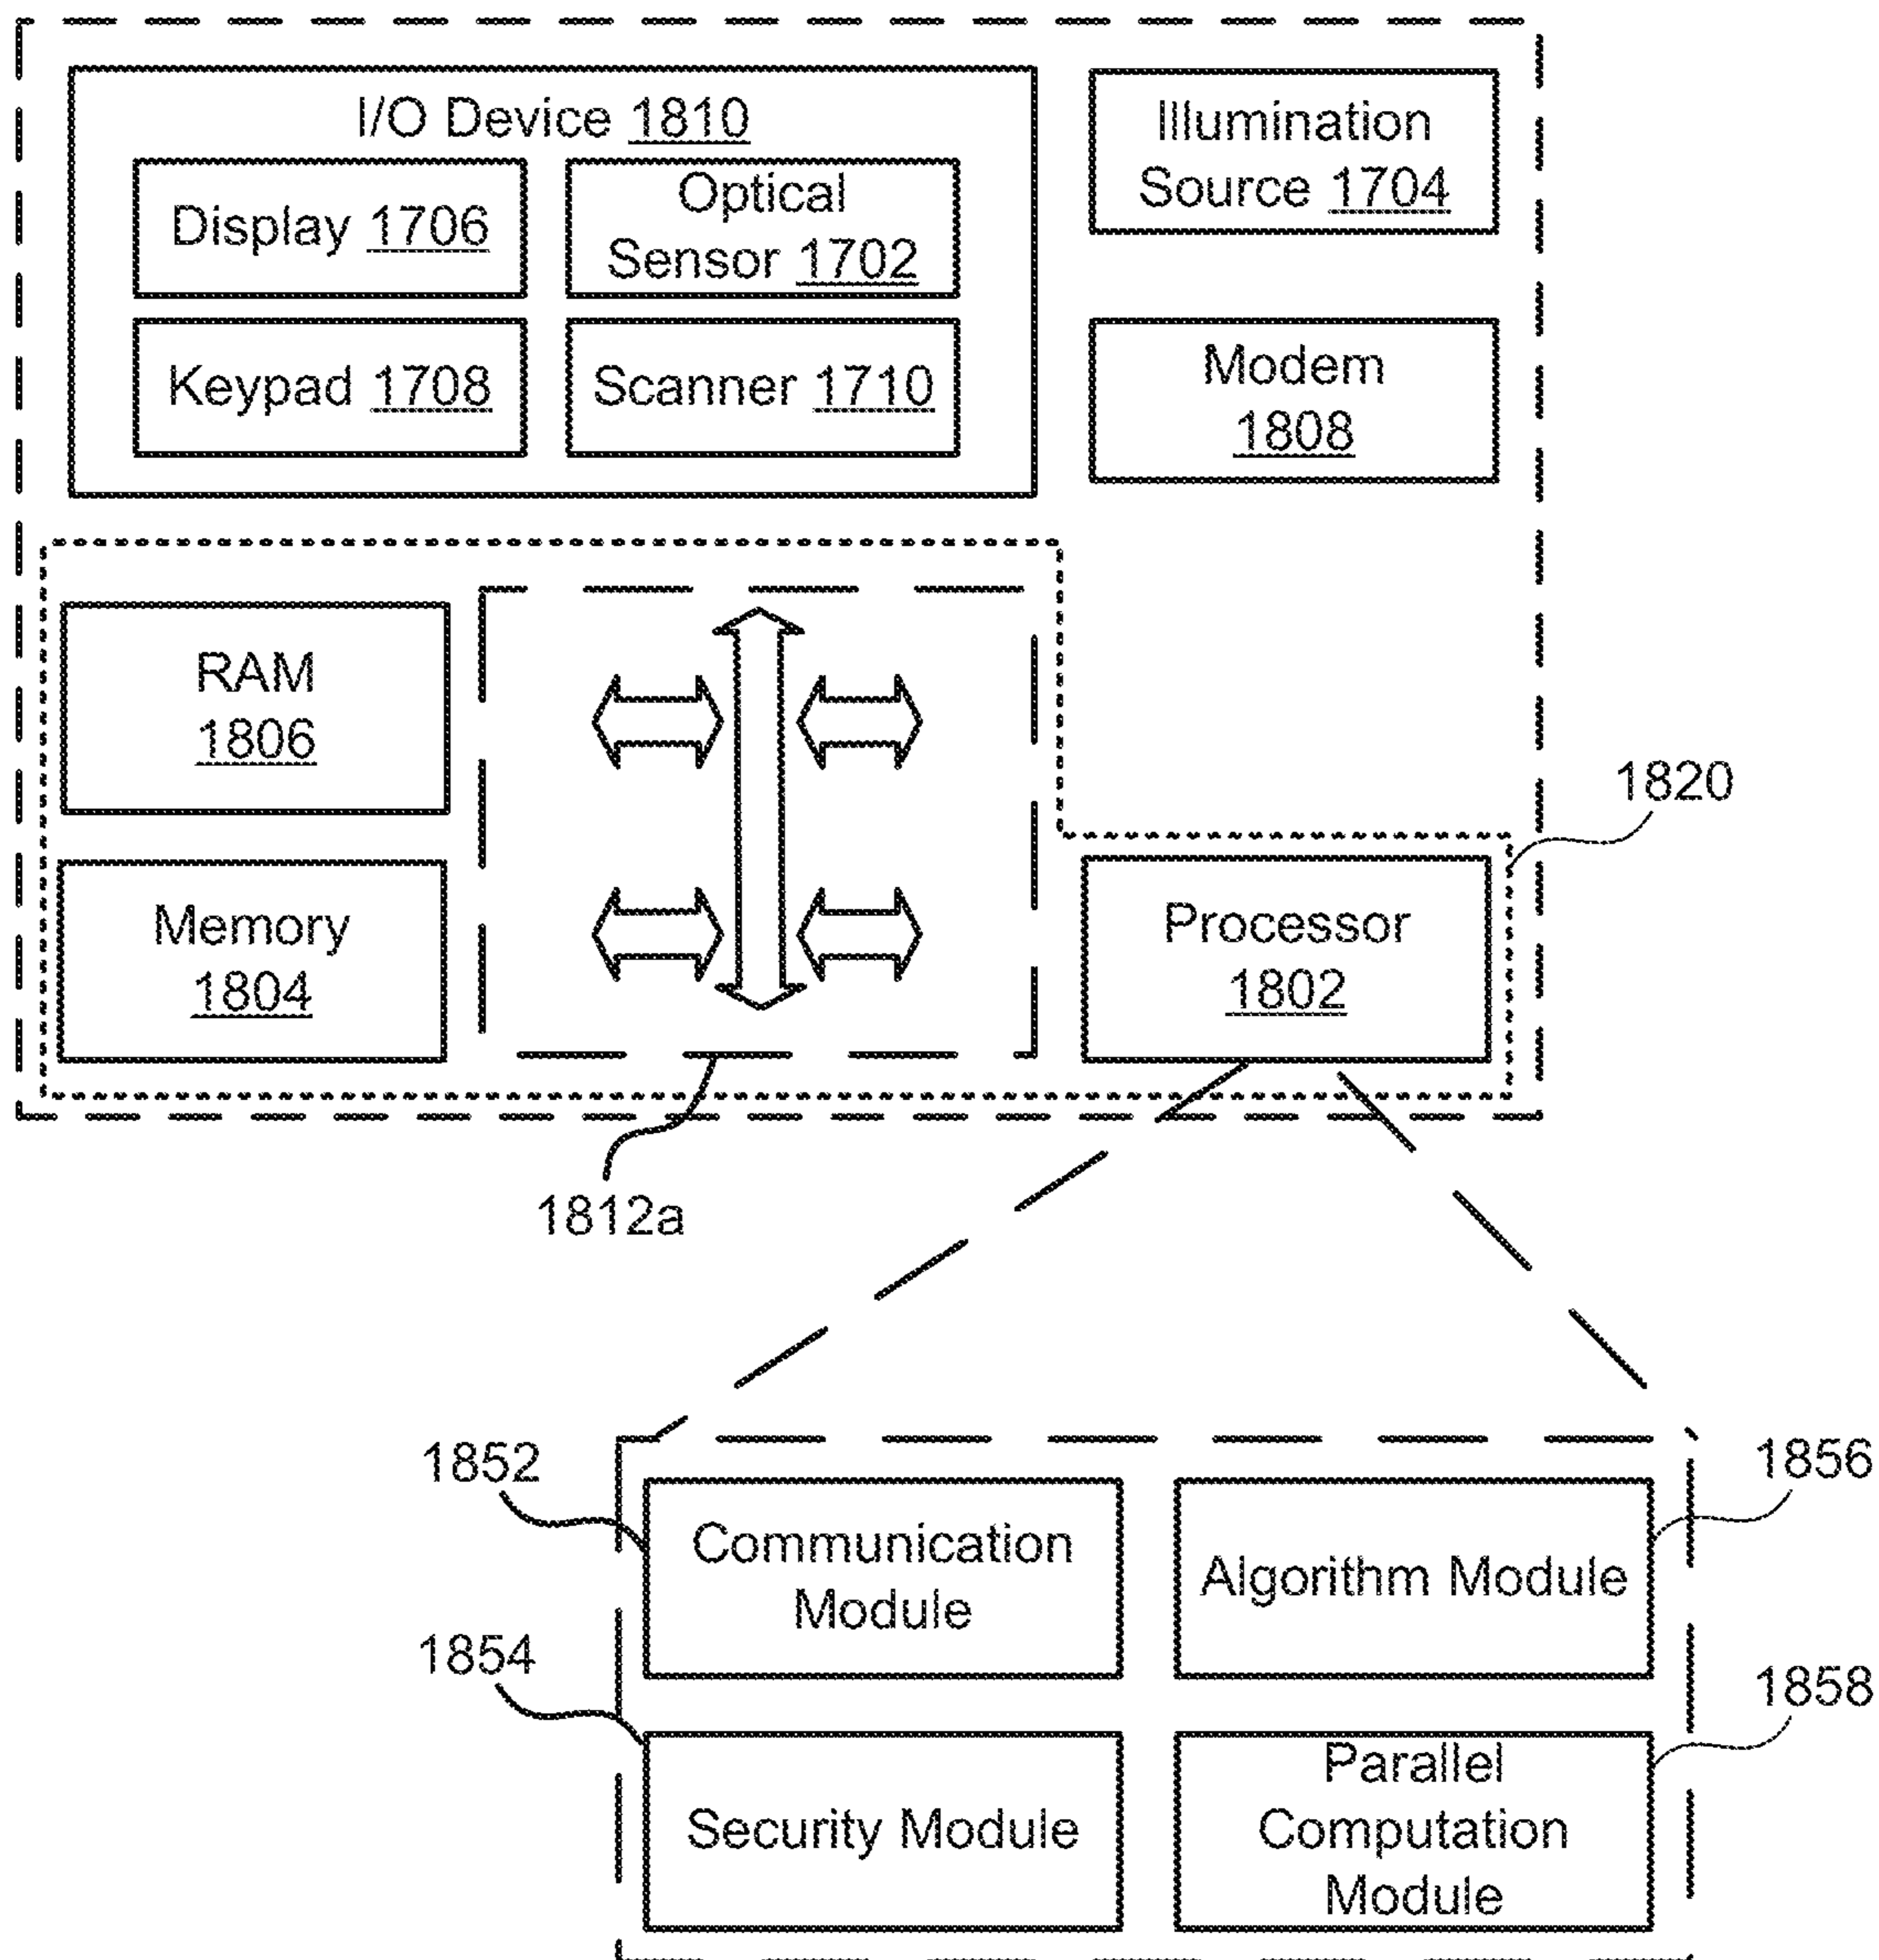 I/O Device 1810
Display 1706
Optical
Sensor 1702
Keypad 1708
Scanner 1710
Illumination
Source 1704
Modem
1808
RAM
1806
Memory
1804
Processor
1802
1820
1812a
1852
Communication
Module
1856
Algorithm Module
1854
Security Module
1858
Parallel
Computation
Module